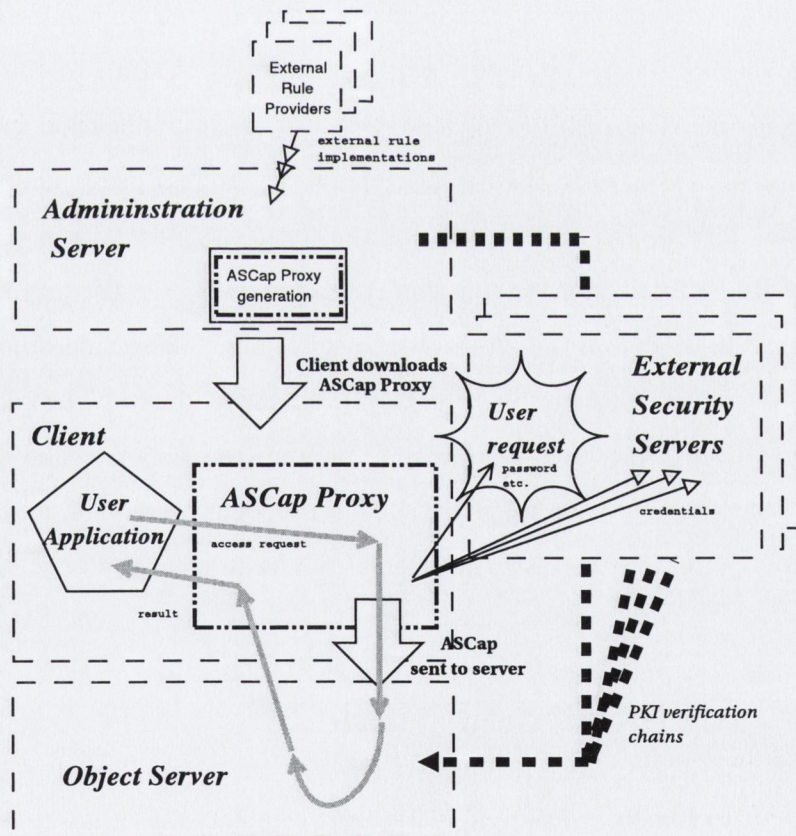 External
Rule
Providers
external rule
implementations
Admininstration
Server
ASCap Proxy
generation
Client downloads
ASCap Proxy
External
Security
Servers
User
request
password
etc.
credentials
Client
User
Application
ASCap Proxy
access request
result
ASCap
sent to server
PKI verification
chains
Object Server